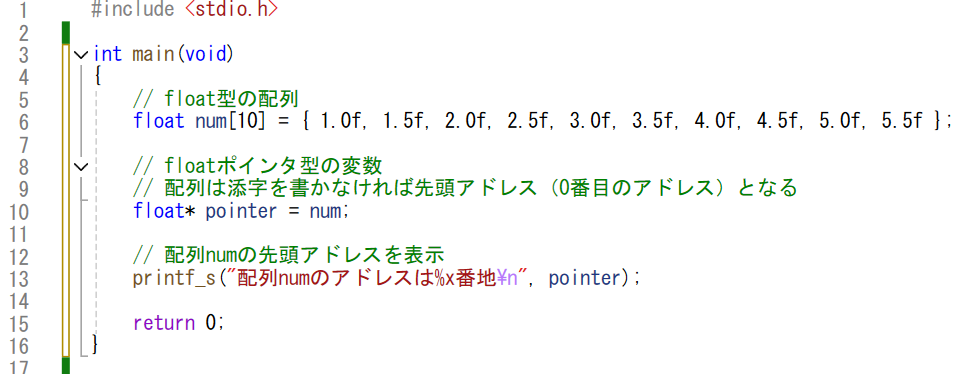 1 #include <stdio.h>
2
3 int main(void)
4 {
5 // float型の配列
6 float num[10] = { 1.0f, 1.5f, 2.0f, 2.5f, 3.0f, 3.5f, 4.0f, 4.5f, 5.0f, 5.5f };
7
8 // floatポインタ型の変数
9 // 配列は添字を書かなければ先頭アドレス（0番目のアドレス）となる
10 float* pointer = num;
11
12 // 配列numの先頭アドレスを表示
13 printf_s("配列numのアドレスは%x番地¥n", pointer);
14
15 return 0;
16 }
17